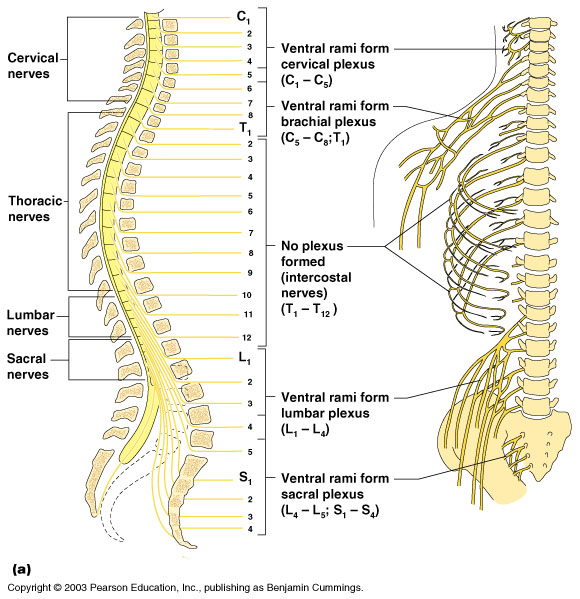 Cervical
nerves
Thoracic
nerves
Lumbar
nerves
Sacral
nerves
C1
2
3
4
5
6
7
8
T1
2
3
4
5
6
7
8
9
10
11
12
L1
2
3
4
5
S1
2
3
4
Ventral rami form
cervical plexus
(C1 – C5)
Ventral rami form
brachial plexus
(C5 – C8; T1)
No plexus
formed
(intercostal
nerves)
(T1 – T12)
Ventral rami form
lumbar plexus
(L1 – L4)
Ventral rami form
sacral plexus
(L4 – L5; S1 – S4)
(a)
Copyright © 2003 Pearson Education, Inc., publishing as Benjamin Cummings.